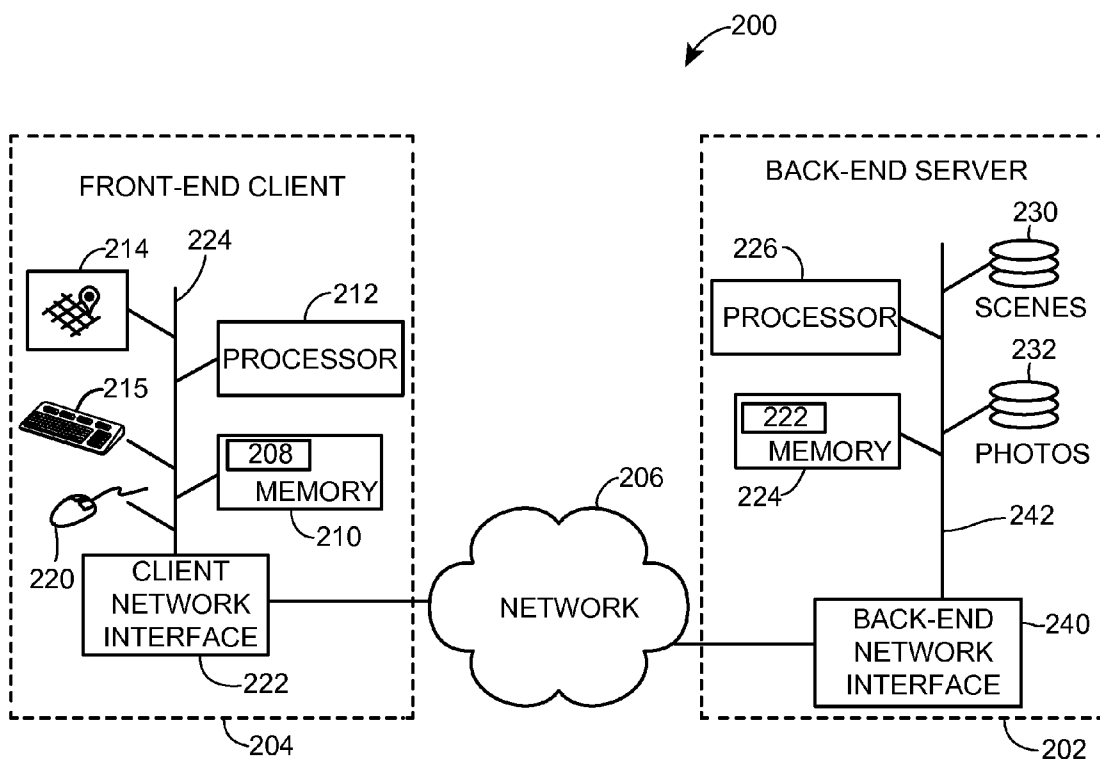 200
FRONT-END CLIENT
214
224
212
PROCESSOR
215
208
MEMORY
210
220
CLIENT
NETWORK
INTERFACE
222
204
206
NETWORK
BACK-END SERVER
230
226
PROCESSOR
SCENES
232
222
MEMORY
224
PHOTOS
242
BACK-END
NETWORK
INTERFACE
240
202